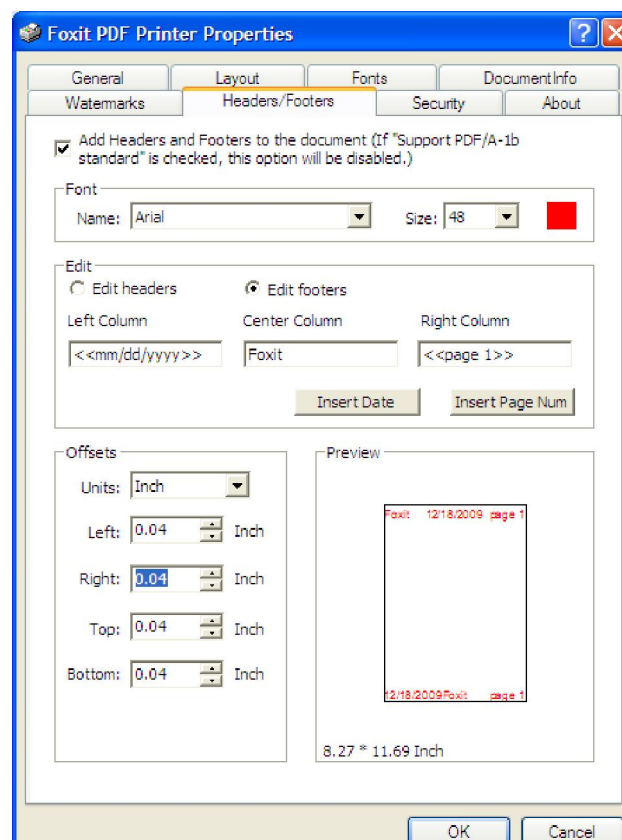 Foxit PDF Printer Properties
General Layout Fonts DocumentInfo
Watermarks Headers/Footers Security About
Add Headers and Footers to the document (If "Support PDF/A-1b
standard" is checked, this option will be disabled.)
Font
Name: Arial Size: 48
Edit
Edit headers Edit footers
Left Column Center Column Right Column
<<mm/dd/yyyy>> Foxit <<page 1>>
Insert Date Insert Page Num
Offsets
Units: Inch
Left: 0.04 Inch
Right: 0.04 Inch
Top: 0.04 Inch
Bottom: 0.04 Inch
Preview
Foxit 12/18/2009 page 1
12/18/2009Foxit page 1
8.27 * 11.69 Inch
OK Cancel